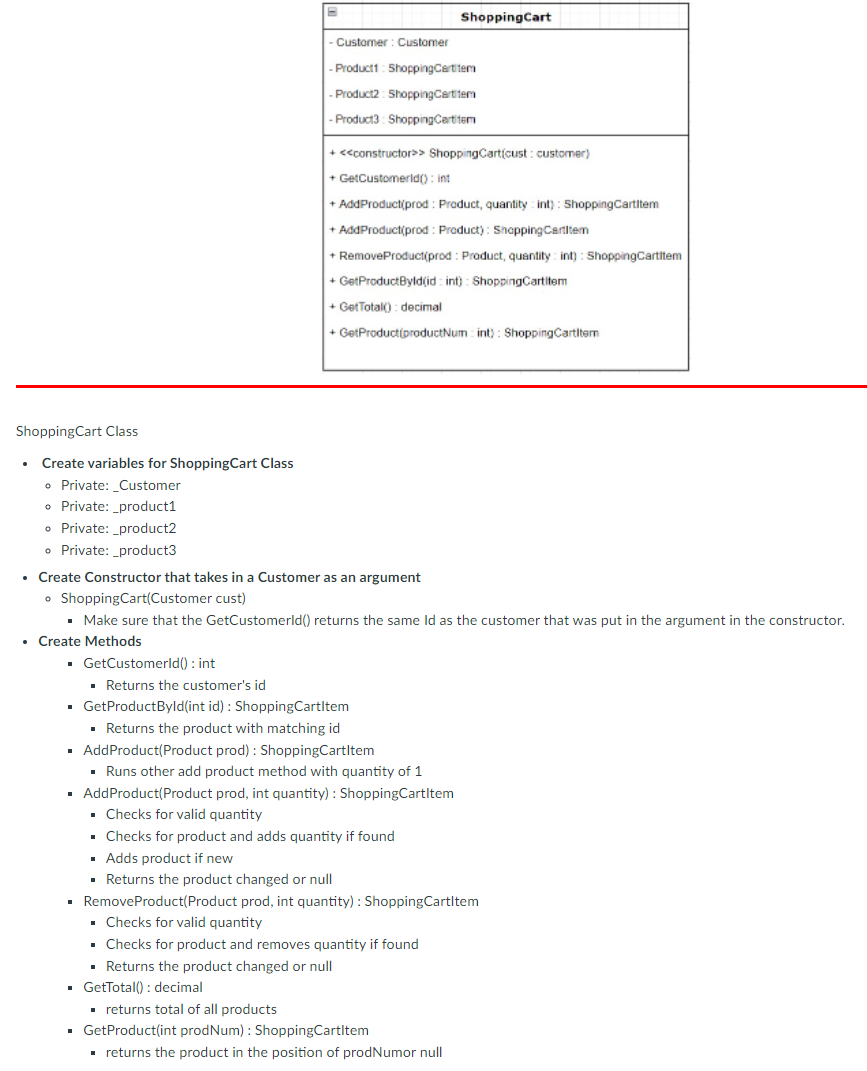 ShoppingCart
- Customer : Customer
- Product1 : ShoppingCartItem
- Product2 : ShoppingCartItem
- Product3 : ShoppingCartItem
+ <<constructor>> ShoppingCart(cust : customer)
+ GetCustomerId() : int
+ AddProduct(prod : Product, quantity : int) : ShoppingCartItem
+ AddProduct(prod : Product) : ShoppingCartItem
+ RemoveProduct(prod : Product, quantity : int) : ShoppingCartItem
+ GetProductById(id : int) : ShoppingCartItem
+ GetTotal() : decimal
+ GetProduct(productNum : int) : ShoppingCartItem
ShoppingCart Class
Create variables for ShoppingCart Class
Private: _Customer
Private: _product1
Private: _product2
Private: _product3
Create Constructor that takes in a Customer as an argument
ShoppingCart(Customer cust)
Make sure that the GetCustomerId() returns the same Id as the customer that was put in the argument in the constructor.
Create Methods
GetCustomerId() : int
Returns the customer's id
GetProductById(int id) : ShoppingCartItem
Returns the product with matching id
AddProduct(Product prod) : ShoppingCartItem
Runs other add product method with quantity of 1
AddProduct(Product prod, int quantity) : ShoppingCartItem
Checks for valid quantity
Checks for product and adds quantity if found
Adds product if new
Returns the product changed or null
RemoveProduct(Product prod, int quantity) : ShoppingCartItem
Checks for valid quantity
Checks for product and removes quantity if found
Returns the product changed or null
GetTotal() : decimal
returns total of all products
GetProduct(int prodNum) : ShoppingCartItem
returns the product in the position of prodNumor null